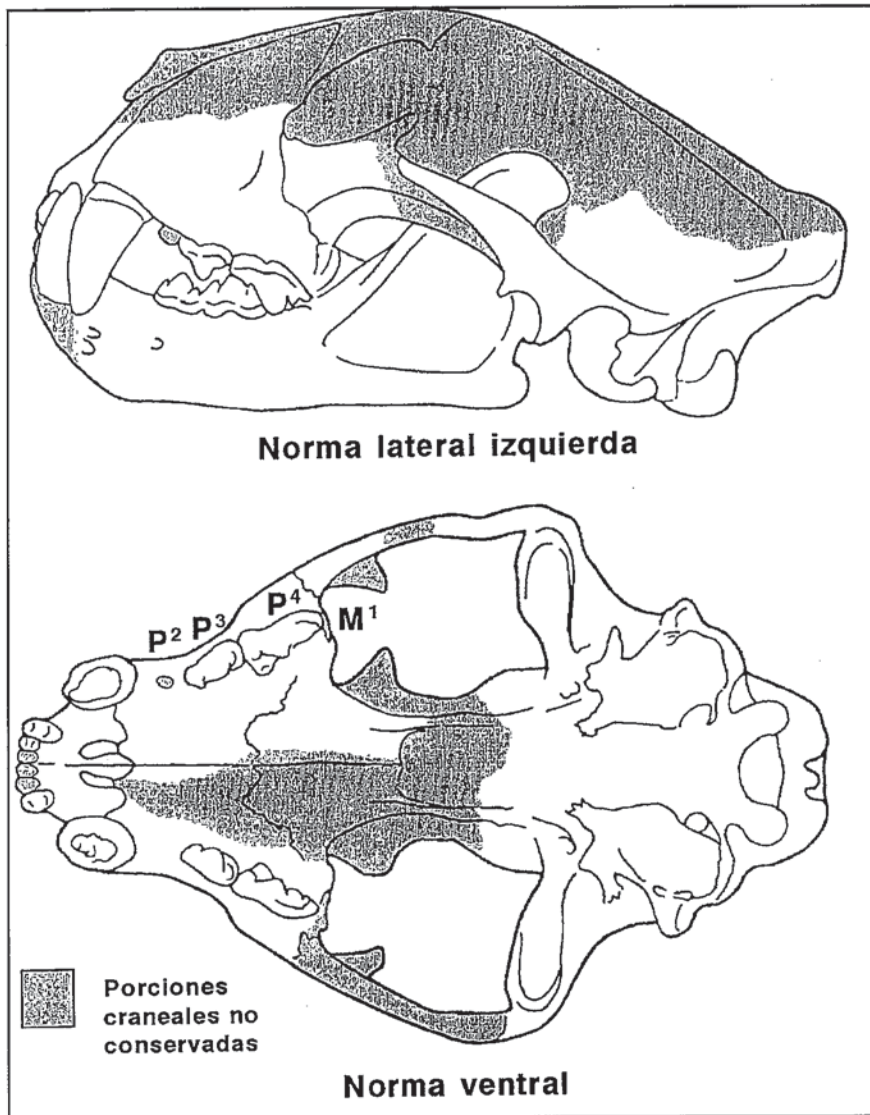 Norma lateral izquierda
P² P³ P⁴ M¹
Porciones
craneales no
conservadas
Norma ventral